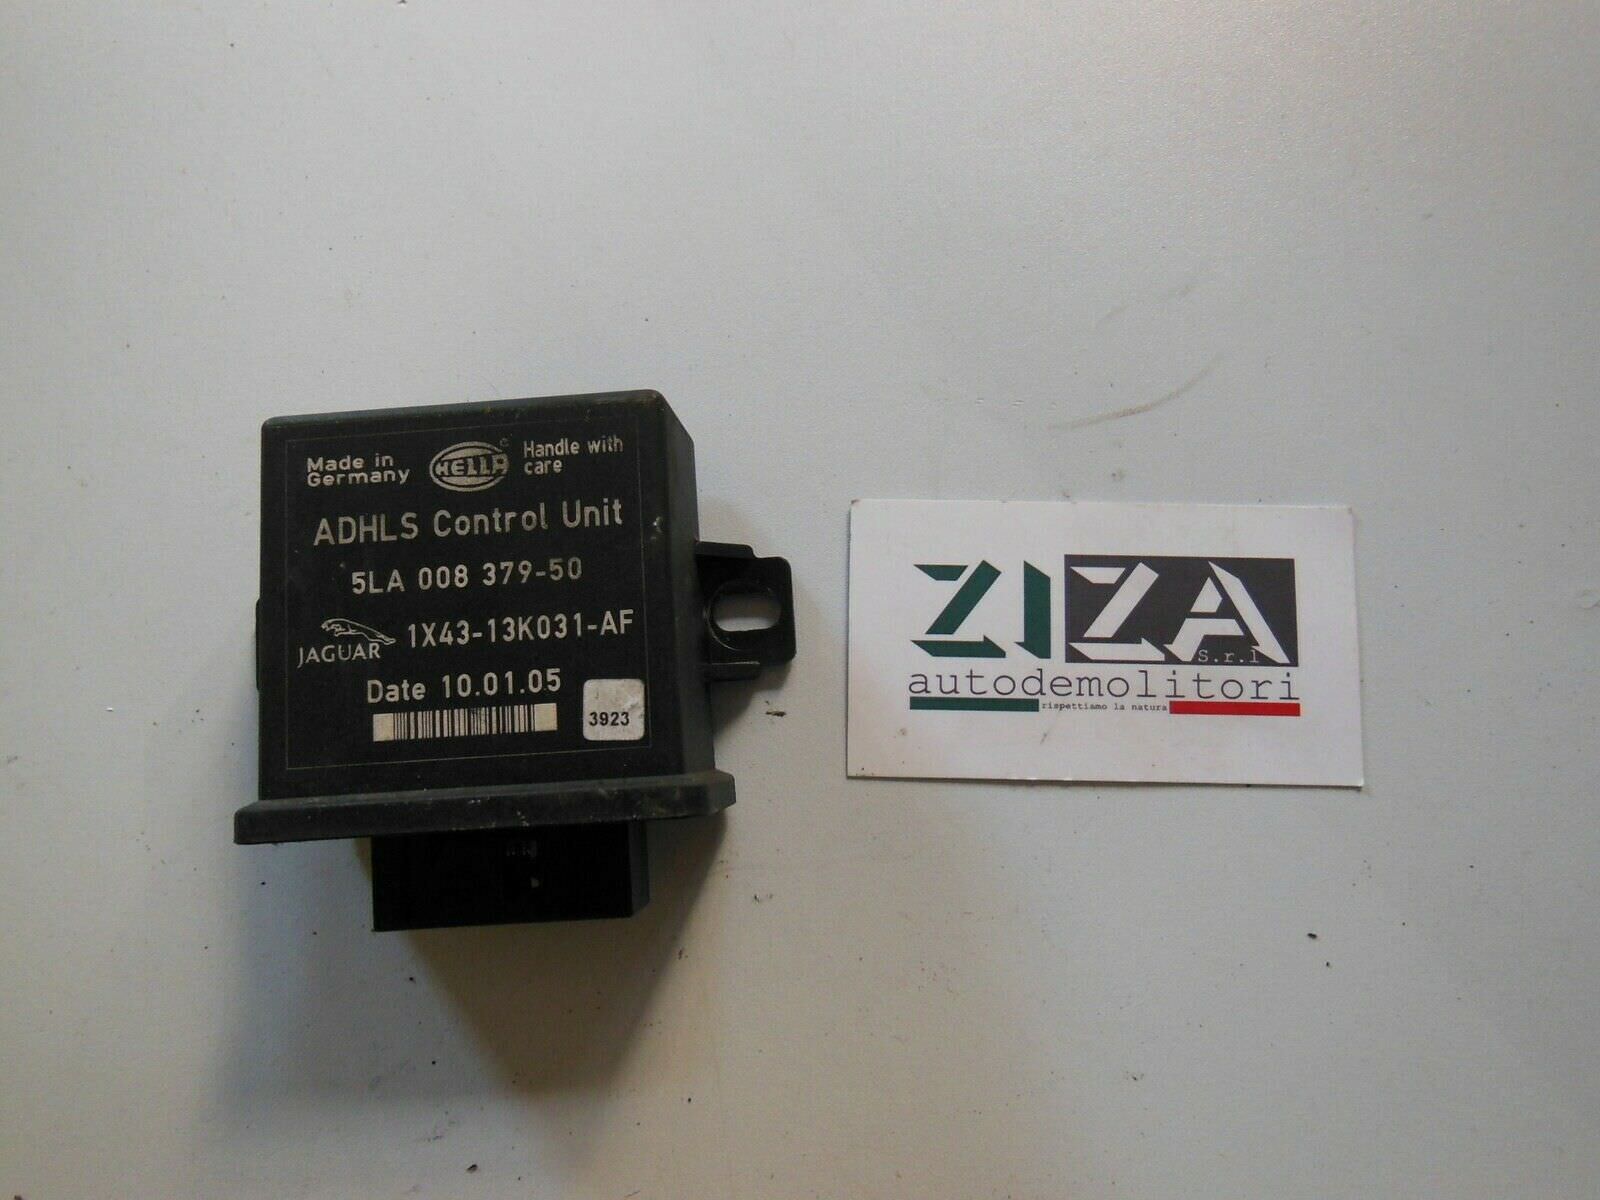 Made in
Germany
HELLA
Handle with
care
ADHLS Control Unit
5LA 008 379-50
JAGUAR
1X43-13K031-AF
Date 10.01.05
3923
ZIZA
s.r.l
autodemolitori
rispettiamo la natura